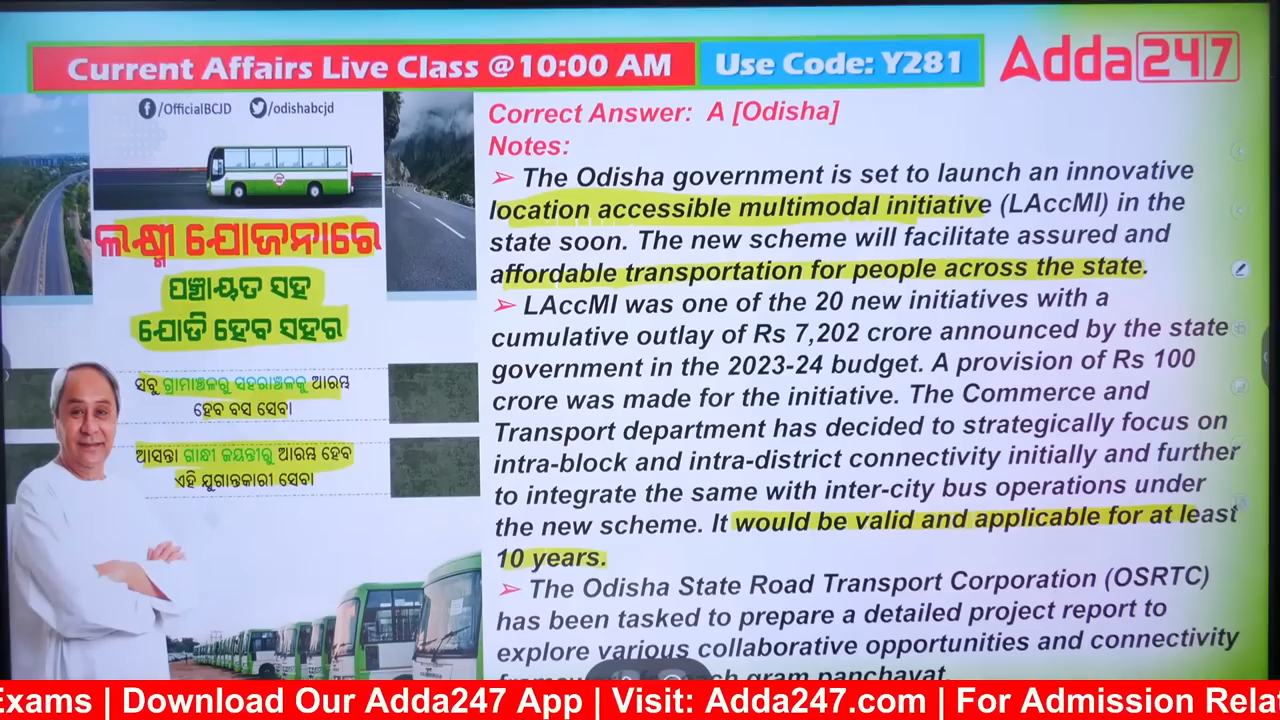 Current Affairs Live Class @10:00 AM
Use Code: Y281
Adda247
/OfficialBCJD /odishabcjd
ଲକ୍ଷ୍ମୀ ଯୋଜନାରେ
ପଞ୍ଚାୟତ ସହ
ଯୋଡି ହେବ ସହର
ସବୁ ଗ୍ରାମାଞ୍ଚଳରୁ ସହରାଞ୍ଚଳକୁ ଆରମ୍ଭ
ହେବ ବସ ସେବା
ଆସନ୍ତା ଗାନ୍ଧୀ ଜୟନ୍ତୀରୁ ଆରମ୍ଭ ହେବ
ଏହି ଯୁଗାନ୍ତକାରୀ ସେବା
Correct Answer: A [Odisha]
Notes:
➢ The Odisha government is set to launch an innovative
location accessible multimodal initiative (LAccMI) in the
state soon. The new scheme will facilitate assured and
affordable transportation for people across the state.
➢ LAccMI was one of the 20 new initiatives with a
cumulative outlay of Rs 7,202 crore announced by the state
government in the 2023-24 budget. A provision of Rs 100
crore was made for the initiative. The Commerce and
Transport department has decided to strategically focus on
intra-block and intra-district connectivity initially and further
to integrate the same with inter-city bus operations under
the new scheme. It would be valid and applicable for at least
10 years.
➢ The Odisha State Road Transport Corporation (OSRTC)
has been tasked to prepare a detailed project report to
explore various collaborative opportunities and connectivity
gram panchayat.
Exams | Download Our Adda247 App | Visit: Adda247.com | For Admission Rela